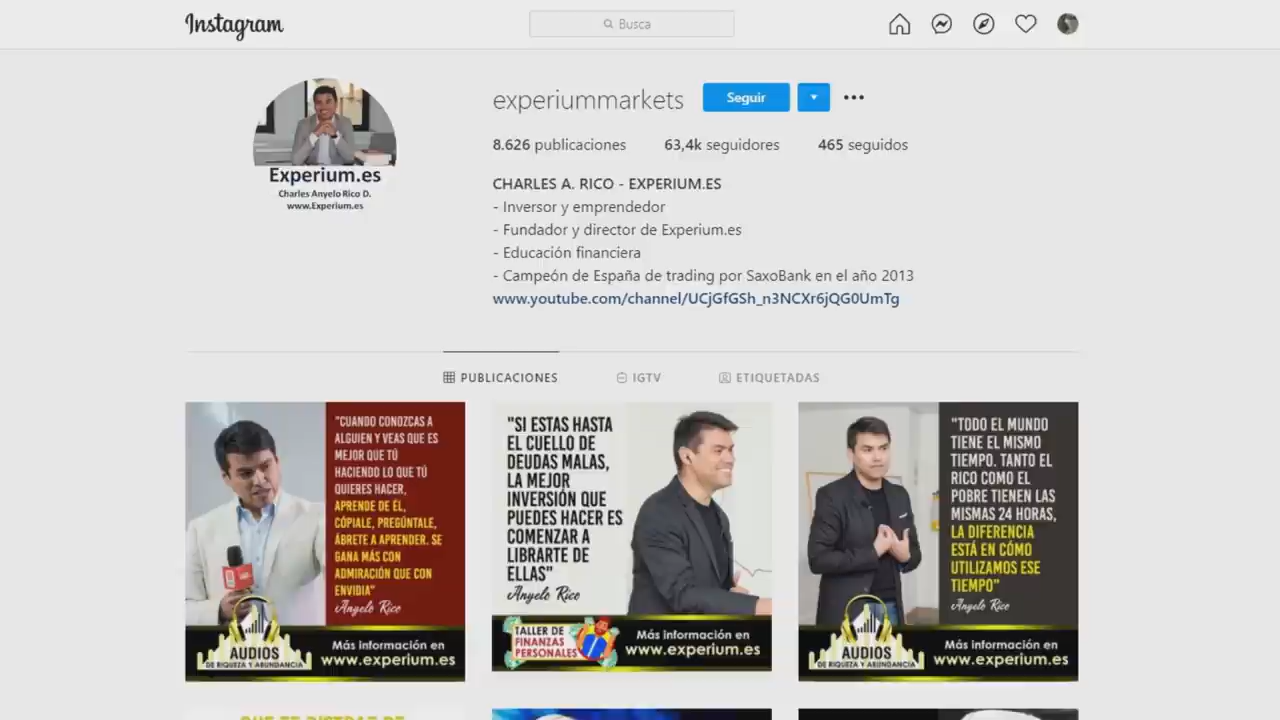 Instagram
Busca
experiummarkets
Seguir
8.626 publicaciones
63,4k seguidores
465 seguidos
Experium.es
Charles Anyelo Rico D.
www.Experium.es
CHARLES A. RICO - EXPERIUM.ES
- Inversor y emprendedor
- Fundador y director de Experium.es
- Educación financiera
- Campeón de España de trading por SaxoBank en el año 2013
www.youtube.com/channel/UCjGfGSh_n3NCXr6jQG0UmTg
PUBLICACIONES
IGTV
ETIQUETADAS
"CUANDO CONOZCAS A
ALGUIEN Y VEAS QUE ES
MEJOR QUE TÚ
HACIENDO LO QUE TÚ
QUIERES HACER,
APRENDE DE ÉL,
CÓPIALE, PREGÚNTALE,
ÁBRETE A APRENDER. SE
GANA MÁS CON
ADMIRACIÓN QUE CON
ENVIDIA"
Anyelo Rico
AUDIOS
DE RIQUEZA Y ABUNDANCIA
Más información en
www.experium.es
"SI ESTAS HASTA
EL CUELLO DE
DEUDAS MALAS,
LA MEJOR
INVERSIÓN QUE
PUEDES HACER ES
COMENZAR A
LIBRARTE DE
ELLAS"
Anyelo Rico
TALLER DE
FINANZAS
PERSONALES
Más información en
www.experium.es
"TODO EL MUNDO
TIENE EL MISMO
TIEMPO. TANTO EL
RICO COMO EL
POBRE TIENEN LAS
MISMAS 24 HORAS,
LA DIFERENCIA
ESTÁ EN CÓMO
UTILIZAMOS ESE
TIEMPO"
Anyelo Rico
AUDIOS
DE RIQUEZA Y ABUNDANCIA
Más información en
www.experium.es